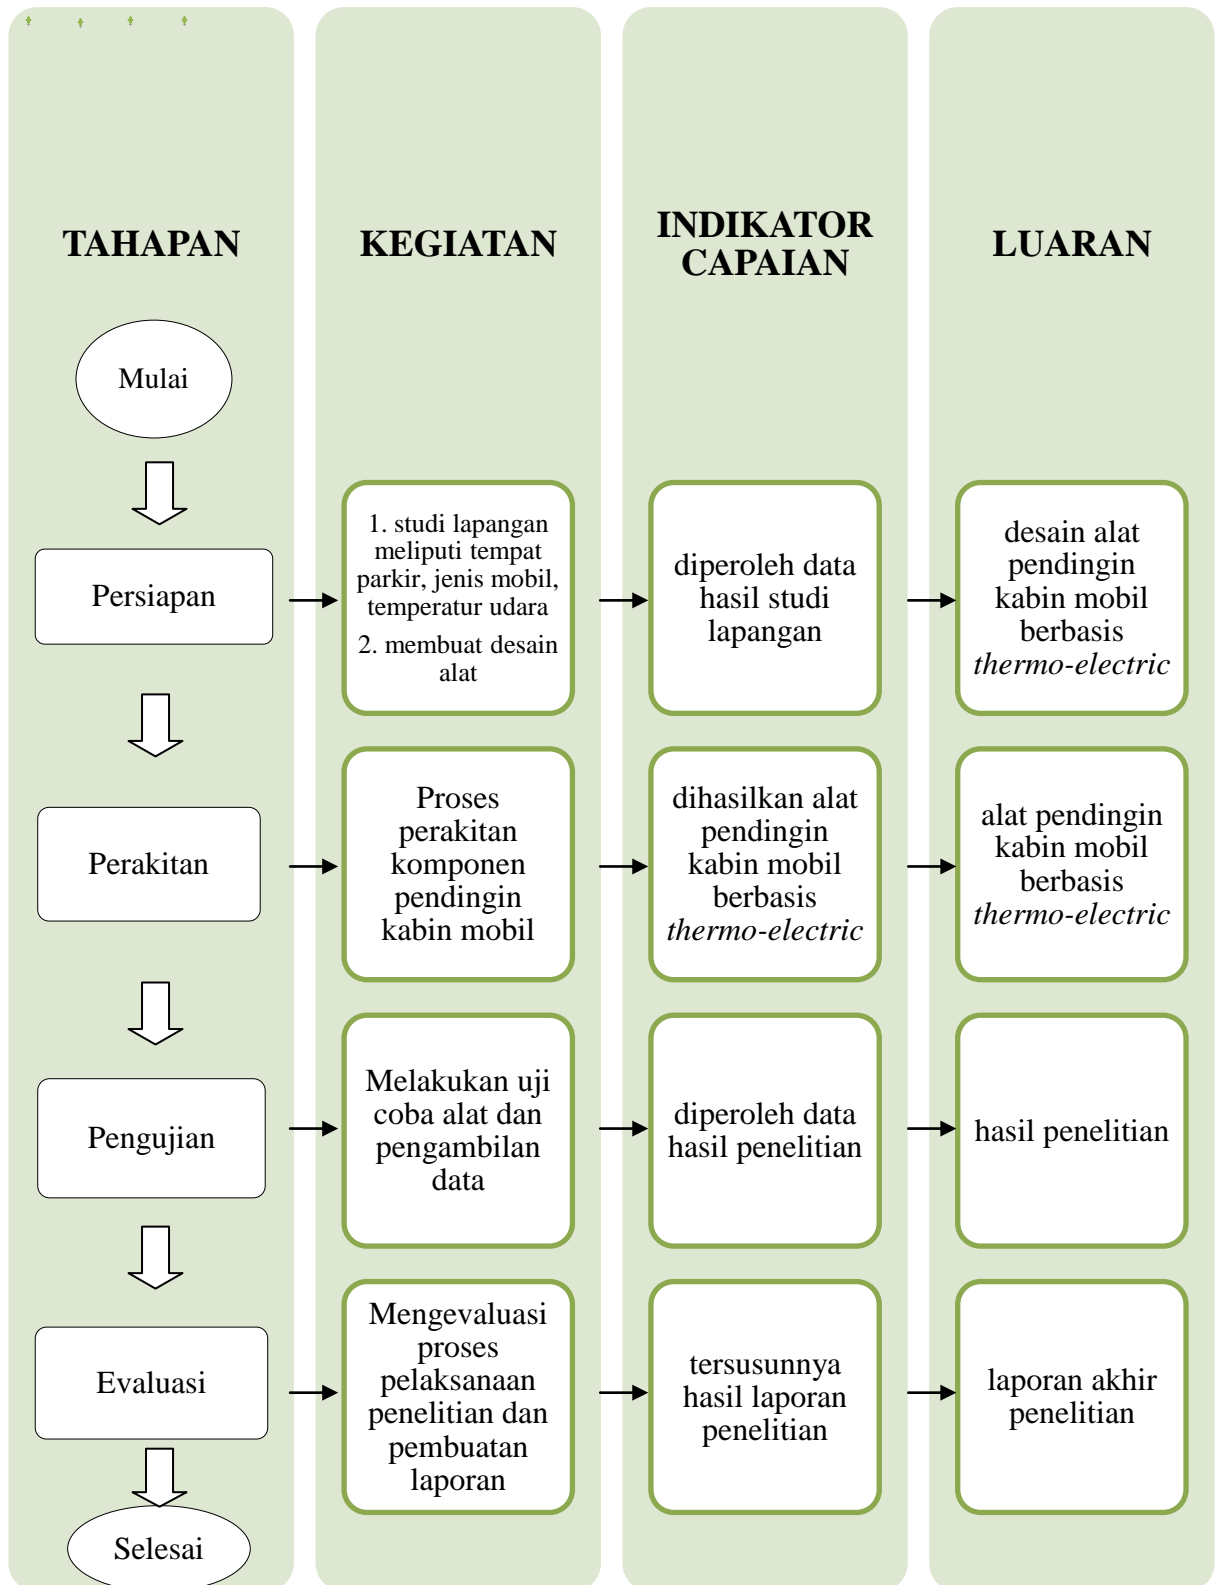 TAHAPAN
KEGIATAN
INDIKATOR
CAPAIAN
LUARAN
Mulai
Persiapan
1. studi lapangan
meliputi tempat
parkir, jenis mobil,
temperatur udara
2. membuat desain
alat
diperoleh data
hasil studi
lapangan
desain alat
pendingin
kabin mobil
berbasis
thermo-electric
Perakitan
Proses
perakitan
komponen
pendingin
kabin mobil
dihasilkan alat
pendingin
kabin mobil
berbasis
thermo-electric
alat pendingin
kabin mobil
berbasis
thermo-electric
Pengujian
Melakukan uji
coba alat dan
pengambilan
data
diperoleh data
hasil penelitian
hasil penelitian
Evaluasi
Mengevaluasi
proses
pelaksanaan
penelitian dan
pembuatan
laporan
tersusunnya
hasil laporan
penelitian
laporan akhir
penelitian
Selesai